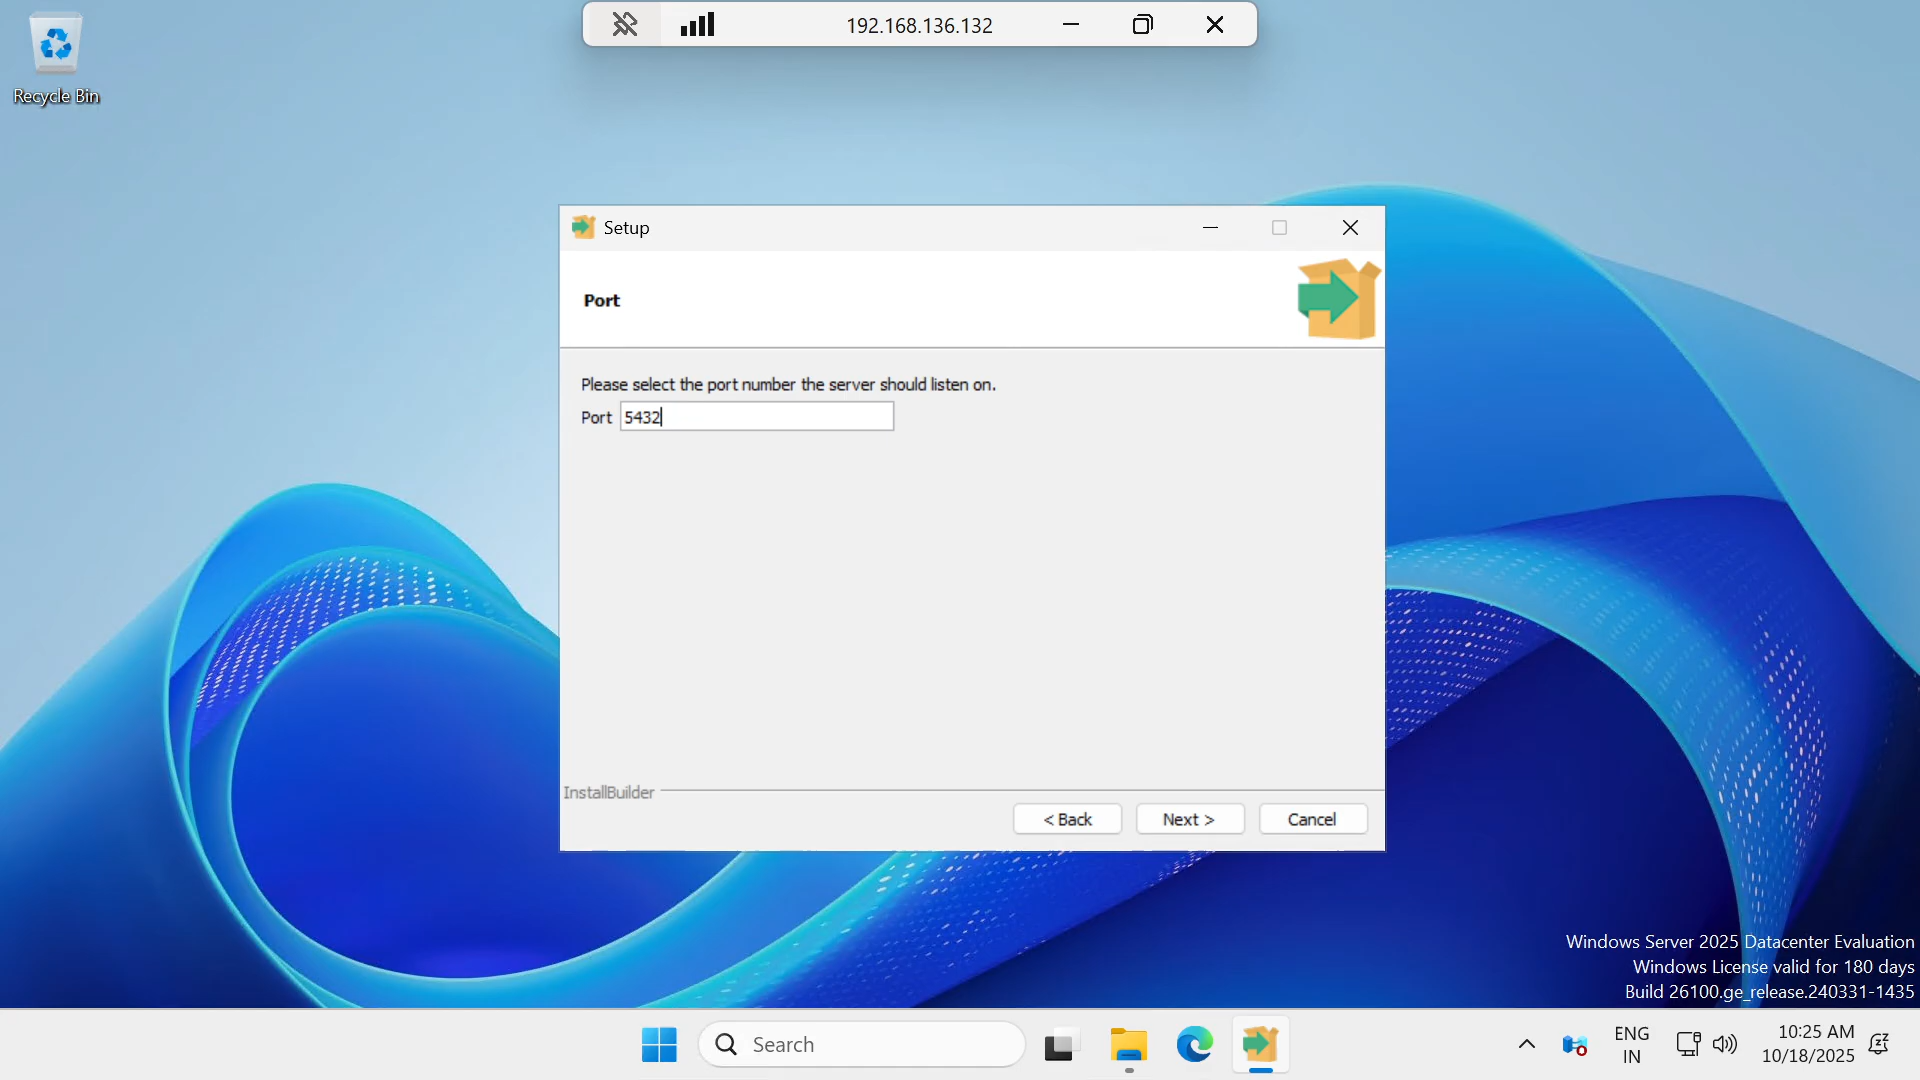 192.168.136.132
Recycle Bin
Setup
Port
Please select the port number the server should listen on.
Port 5432
InstallBuilder
< Back Next > Cancel
Windows Server 2025 Datacenter Evaluation
Windows License valid for 180 days
Build 26100.ge_release.240331-1435
Search
ENG
IN
10:25 AM
10/18/2025